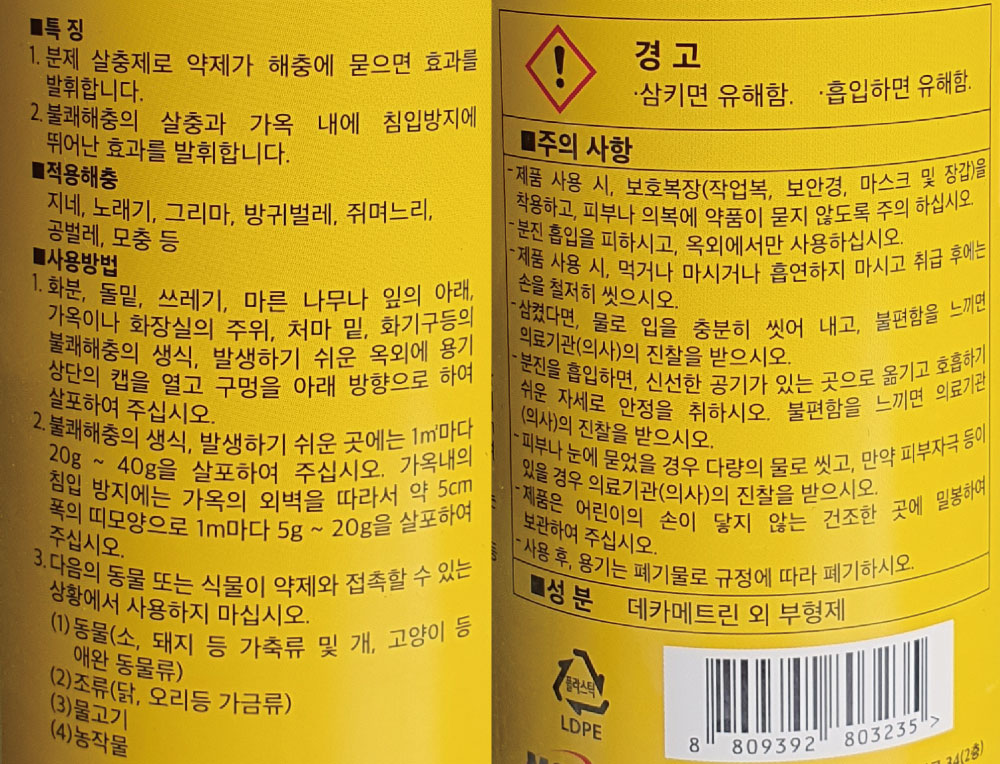 ■특 징
1. 분제 살충제로 약제가 해충에 묻으면 효과를
발휘합니다.
2. 불쾌해충의 살충과 가옥 내에 침입방지에
뛰어난 효과를 발휘합니다.
■적용해충
지네, 노래기, 그리마, 방귀벌레, 쥐며느리,
공벌레, 모충 등
■사용방법
1. 화분, 돌밑, 쓰레기, 마른 나무나 잎의 아래,
가옥이나 화장실의 주위, 처마 밑, 화기구등의
불쾌해충의 생식, 발생하기 쉬운 옥외에 용기
상단의 캡을 열고 구멍을 아래 방향으로 하여
살포하여 주십시오.
2. 불쾌해충의 생식, 발생하기 쉬운 곳에는 1㎡마다
20g ~ 40g을 살포하여 주십시오. 가옥내의
침입 방지에는 가옥의 외벽을 따라서 약 5cm
폭의 띠모양으로 1m마다 5g ~ 20g을 살포하여
주십시오.
3. 다음의 동물 또는 식물이 약제와 접촉할 수 있는
상황에서 사용하지 마십시오.
(1)동물(소, 돼지 등 가축류 및 개, 고양이 등
애완 동물류)
(2)조류(닭, 오리등 가금류)
(3)물고기
(4)농작물
경 고
·삼키면 유해함. ·흡입하면 유해함.
■주의 사항
-제품 사용 시, 보호복장(작업복, 보안경, 마스크 및 장갑)을
착용하고, 피부나 의복에 약품이 묻지 않도록 주의 하십시오.
-분진 흡입을 피하시고, 옥외에서만 사용하십시오.
-제품 사용 시, 먹거나 마시거나 흡연하지 마시고 취급 후에는
손을 철저히 씻으시오.
-삼켰다면, 물로 입을 충분히 씻어 내고, 불편함을 느끼면
의료기관(의사)의 진찰을 받으시오.
-분진을 흡입하면, 신선한 공기가 있는 곳으로 옮기고 호흡하기
쉬운 자세로 안정을 취하시오. 불편함을 느끼면 의료기관
(의사)의 진찰을 받으시오.
-피부나 눈에 묻었을 경우 다량의 물로 씻고, 만약 피부자극 등이
있을 경우 의료기관(의사)의 진찰을 받으시오.
-제품은 어린이의 손이 닿지 않는 건조한 곳에 밀봉하여
보관하여 주십시오.
-사용 후, 용기는 폐기물로 규정에 따라 폐기하시오.
■성 분 데카메트린 외 부형제
플라스틱
LDPE
8 809392 803235 >
34(2층)